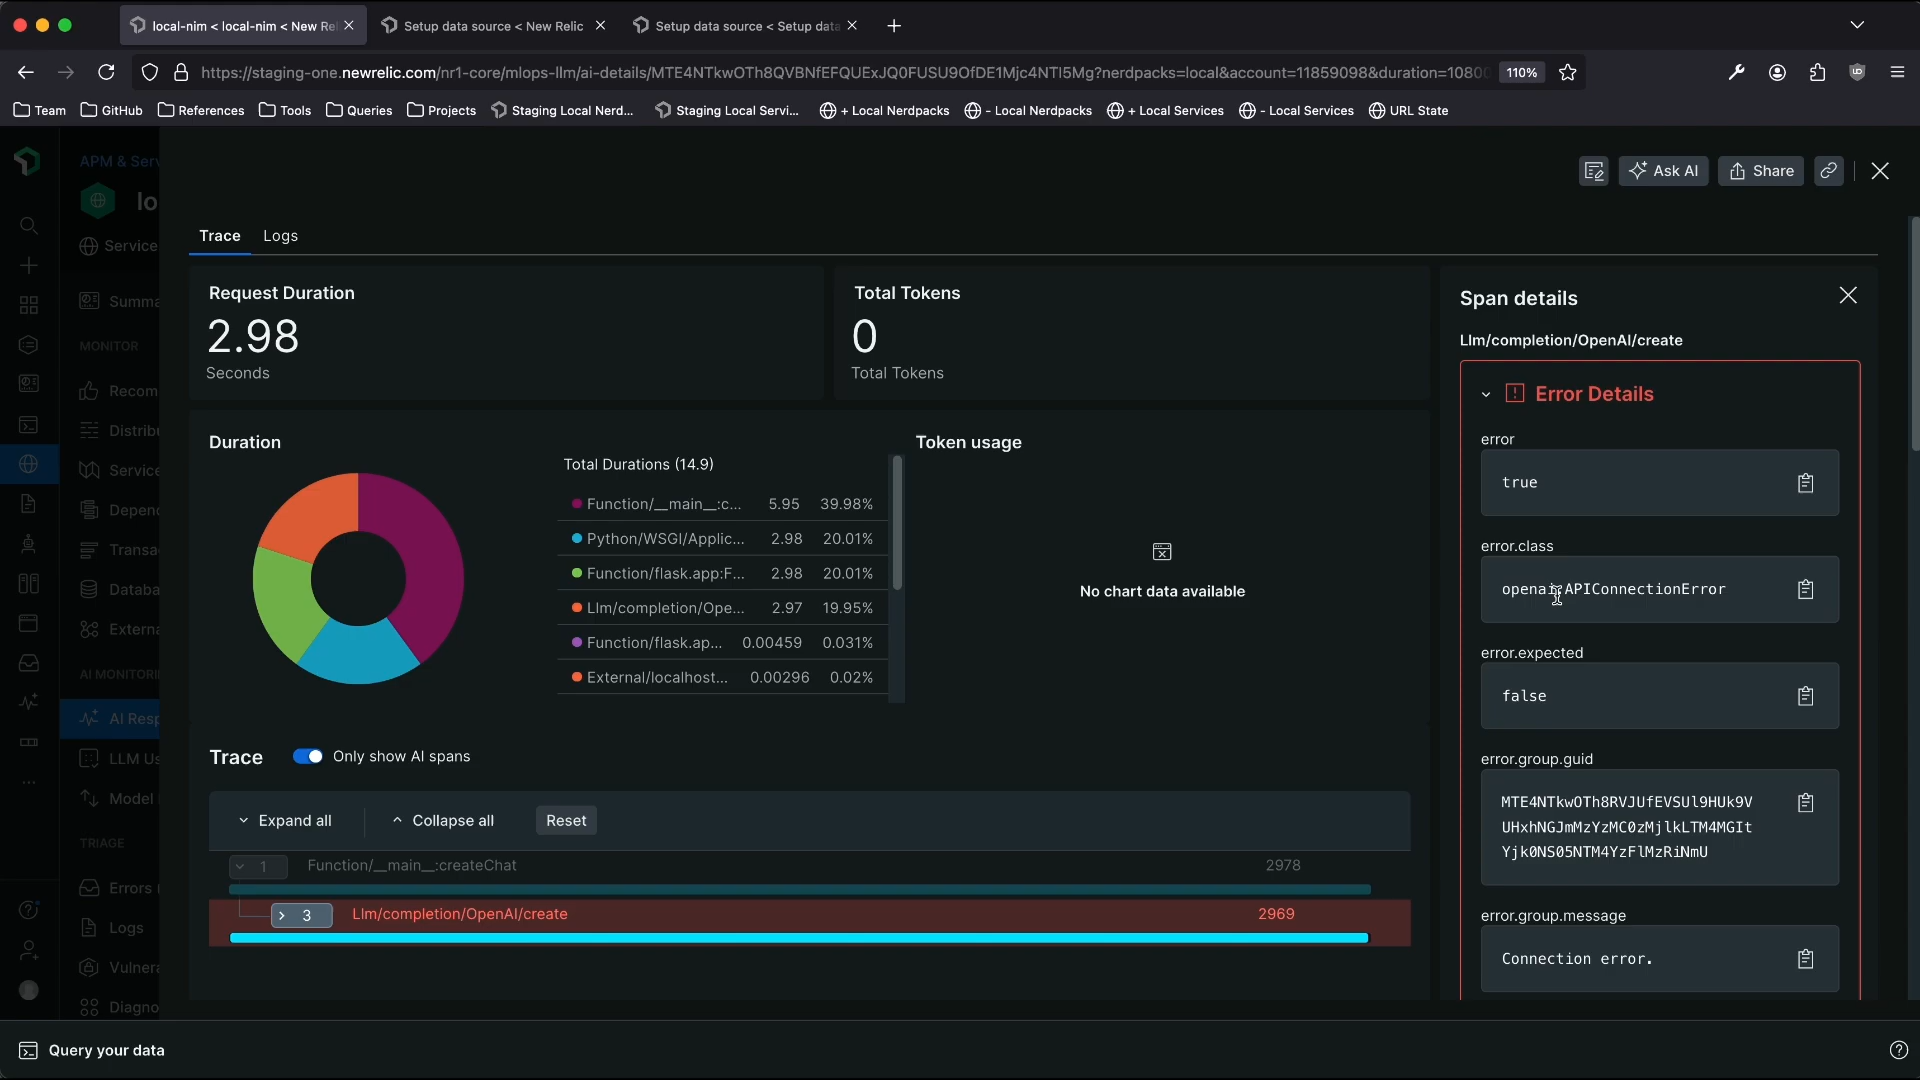 local-nim < local-nim < New Rel
Setup data source < New Relic
Setup data source < Setup data
https://staging-one.newrelic.com/nr1-core/mlops-llm/ai-details/MTE4NTkwOTh8QVBNfEFQUExJQ0FUSU9OfDE1Mjc4NTI5Mg?nerdpacks=local&account=11859098&duration=10800
110%
Team
GitHub
References
Tools
Queries
Projects
Staging Local Nerd...
Staging Local Servi...
+ Local Nerdpacks
- Local Nerdpacks
+ Local Services
- Local Services
URL State
APM & Serv
lo
Service
Summa
MONITOR
Recom
Distribu
Service
Depend
Transa
Databa
Externa
AI MONITORI
AI Resp
LLM Us
Model
TRIAGE
Errors
Logs
Vulnera
Diagno
Ask AI
Share
Trace
Logs
Request Duration
2.98
Seconds
Total Tokens
0
Total Tokens
Duration
Total Durations (14.9)
Function/__main__:c... 5.95 39.98%
Python/WSGI/Applic... 2.98 20.01%
Function/flask.app:F... 2.98 20.01%
Llm/completion/Ope... 2.97 19.95%
Function/flask.ap... 0.00459 0.031%
External/localhost... 0.00296 0.02%
Token usage
No chart data available
Trace
Only show AI spans
Expand all
Collapse all
Reset
1 Function/__main__:createChat 2978
3 Llm/completion/OpenAI/create 2969
Span details
Llm/completion/OpenAI/create
Error Details
error
true
error.class
openai:APIConnectionError
error.expected
false
error.group.guid
MTE4NTkwOTh8RVJUfEVSUl9HUk9V
UHxhNGJmMzYzMC0zMjlkLTM4MGIt
Yjk0NS05NTM4YzFlMzRiNmU
error.group.message
Connection error.
Query your data